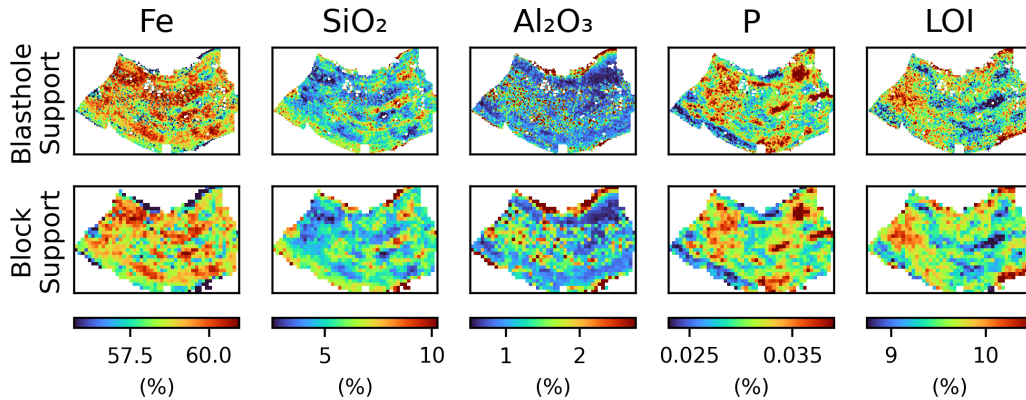 Fe SiO₂ Al₂O₃ P LOI
Blasthole
Support
Block
Support
57.5 60.0 5 10 1 2 0.025 0.035 9 10
(%) (%) (%) (%) (%)